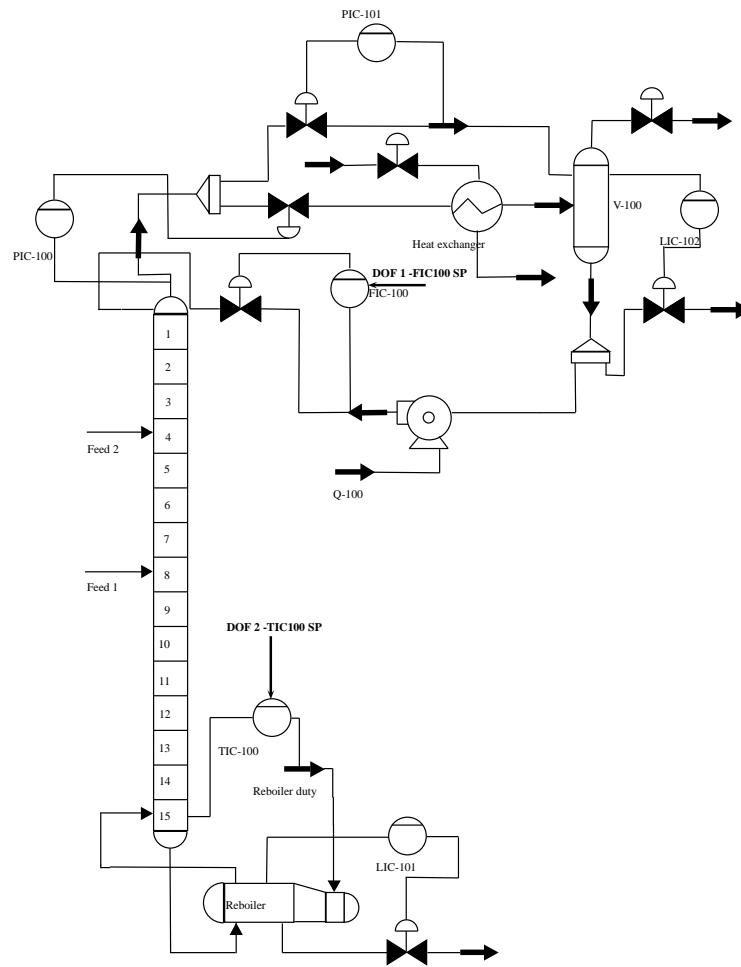 PIC-101
V-100
LIC-102
PIC-100
Heat exchanger
DOF 1 -FIC100 SP
FIC-100
1
2
3
4
Feed 2
5
6
Q-100
7
8
Feed 1
9
10
DOF 2 -TIC100 SP
11
12
13
TIC-100
14
Reboiler duty
15
LIC-101
Reboiler